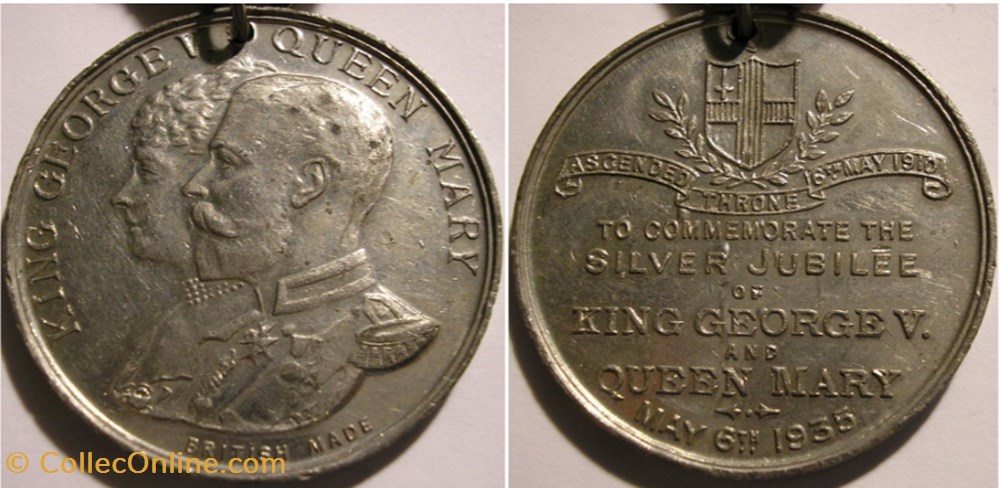 KING GEORGE V & QUEEN MARY
BRITISH MADE
© CollecOnline.com
ASCENDED THRONE 6TH MAY 1910
TO COMMEMORATE THE
SILVER JUBILEE
OF
KING GEORGE V.
AND
QUEEN MARY
MAY 6TH 1935